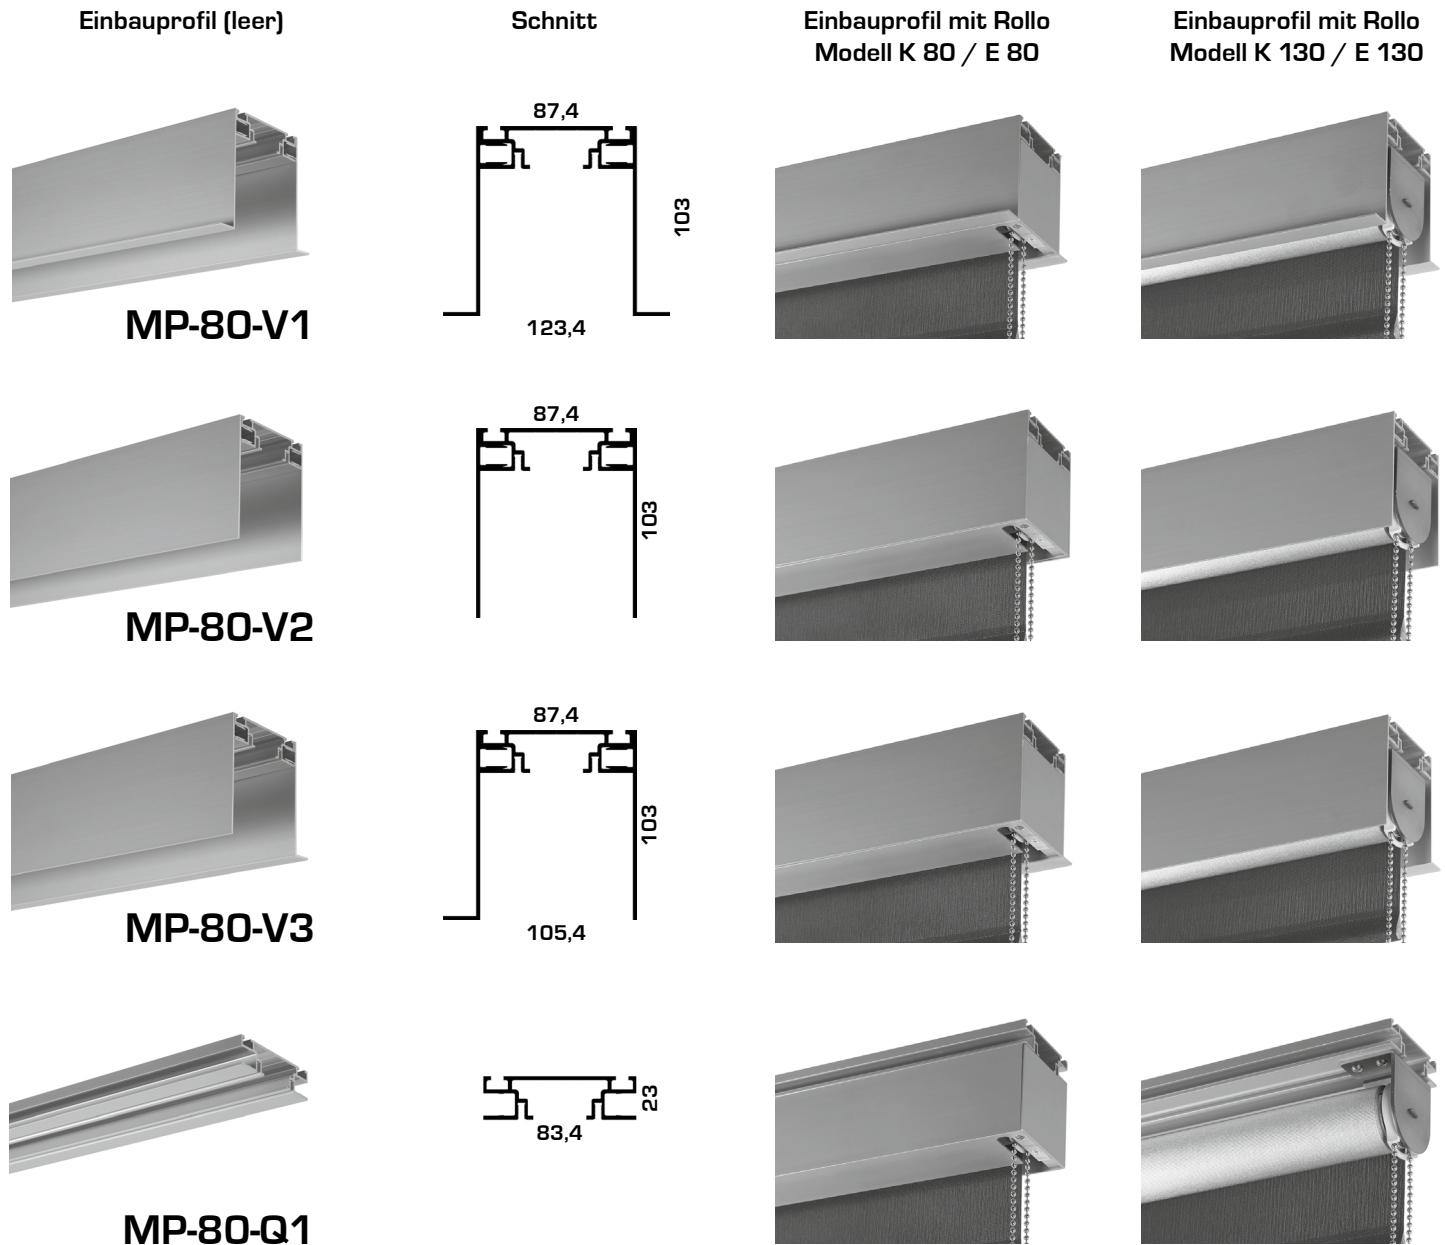 Einbauprofil (leer)
Schnitt
Einbauprofil mit Rollo
Modell K 80 / E 80
Einbauprofil mit Rollo
Modell K 130 / E 130
87,4
103
123,4
MP-80-V1
87,4
103
MP-80-V2
87,4
103
105,4
MP-80-V3
23
83,4
MP-80-Q1